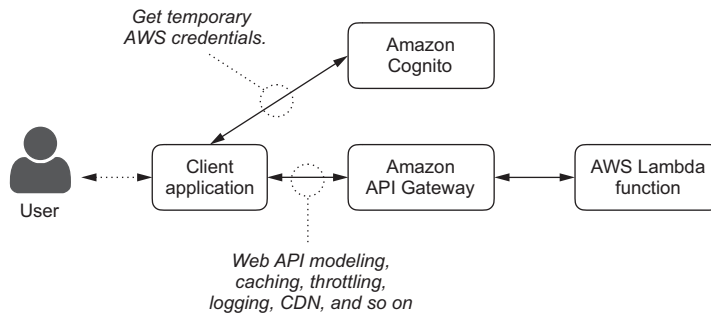 Get temporary
AWS credentials.
Amazon
Cognito
User
Client
application
Amazon
API Gateway
AWS Lambda
function
Web API modeling,
caching, throttling,
logging, CDN, and so on